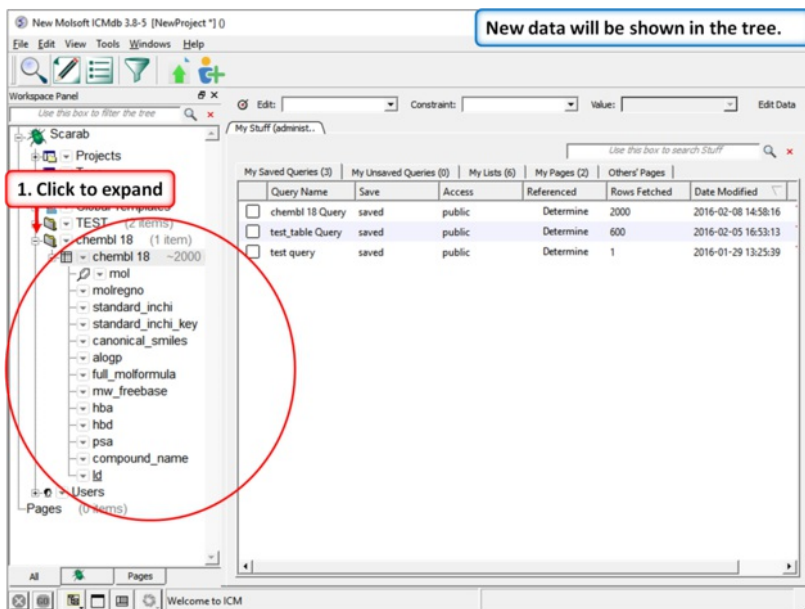 New Molsoft ICMdb 3.8-5 [NewProject *] ()
New data will be shown in the tree.
File Edit View Tools Windows Help
Workspace Panel
Use this box to filter the tree
Edit: Constraint: Value: Edit Data
My Stuff (administ..
Scarab
Projects
Use this box to search Stuff
1. Click to expand
My Saved Queries (3) My Unsaved Queries (0) My Lists (6) My Pages (2) Others' Pages
Query Name Save Access Referenced Rows Fetched Date Modified
chembl 18 Query saved public Determine 2000 2016-02-08 14:58:16
test_table Query saved public Determine 600 2016-02-05 16:53:13
test query saved public Determine 1 2016-01-29 13:25:39
Global Templates
TEST (2 items)
chembl 18 (1 item)
chembl 18 ~2000
mol
molregno
standard_inchi
standard_inchi_key
canonical_smiles
alogp
full_molformula
mw_freebase
hba
hbd
psa
compound_name
Id
Users
Pages (0 items)
All Pages
Welcome to ICM